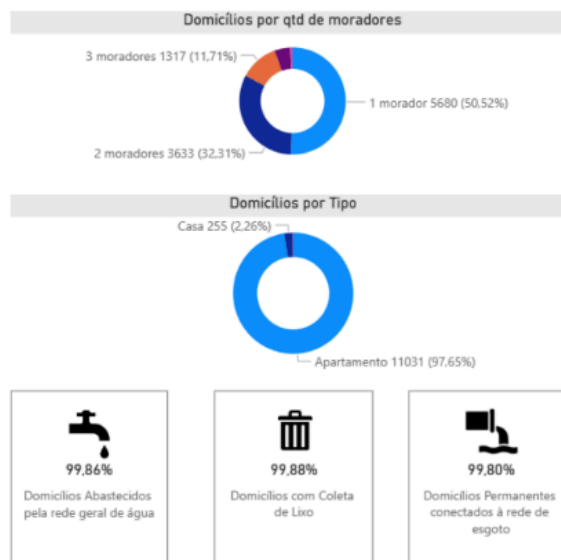 Domicílios por qtd de moradores
3 moradores 1317 (11,71%)
1 morador 5680 (50,52%)
2 moradores 3633 (32,31%)
Domicílios por Tipo
Casa 255 (2,26%)
Apartamento 11031 (97,65%)
99,86%
Domicílios Abastecidos
pela rede geral de água
99,88%
Domicílios com Coleta
de Lixo
99,80%
Domicílios Permanentes
conectados à rede de
esgoto